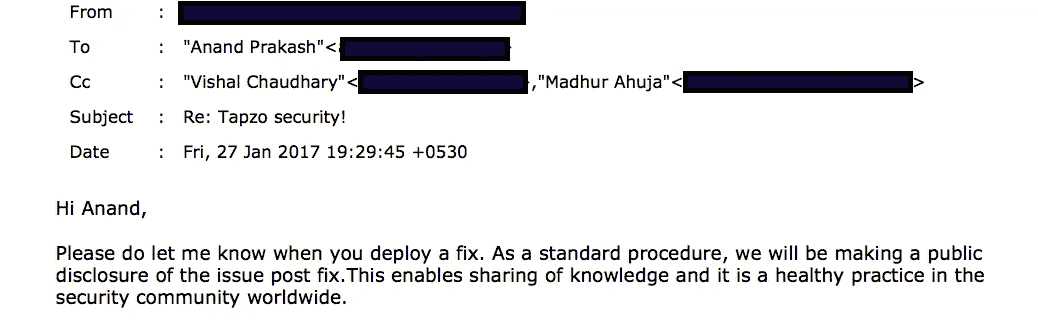 From :
To : "Anand Prakash"<
Cc : "Vishal Chaudhary"< ,"Madhur Ahuja"< >
Subject : Re: Tapzo security!
Date : Fri, 27 Jan 2017 19:29:45 +0530
Hi Anand,
Please do let me know when you deploy a fix. As a standard procedure, we will be making a public
disclosure of the issue post fix.This enables sharing of knowledge and it is a healthy practice in the
security community worldwide.